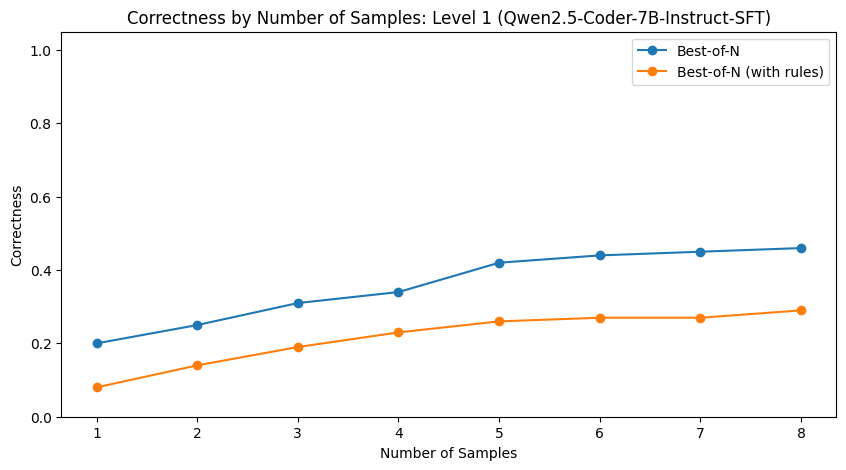 Correctness by Number of Samples: Level 1 (Qwen2.5-Coder-7B-Instruct-SFT)
Best-of-N
Best-of-N (with rules)
Correctness
1.0
0.8
0.6
0.4
0.2
0.0
1 2 3 4 5 6 7 8
Number of Samples